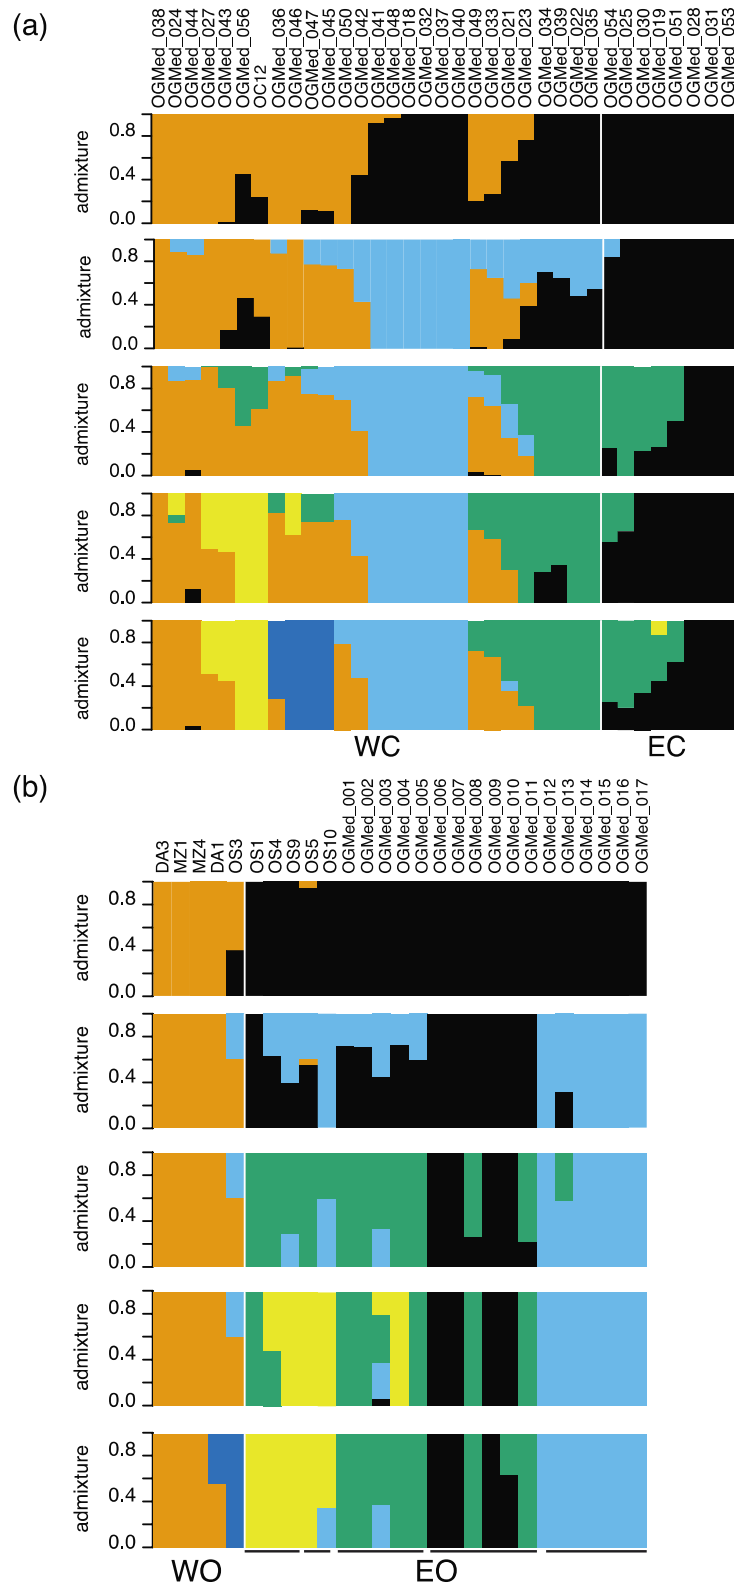 (a)
OGMed_038
OGMed_024
OGMed_044
OGMed_027
OGMed_043
OGMed_056
OC12
OGMed_036
OGMed_046
OGMed_047
OGMed_045
OGMed_050
OGMed_042
OGMed_041
OGMed_048
OGMed_018
OGMed_032
OGMed_037
OGMed_040
OGMed_049
OGMed_033
OGMed_021
OGMed_023
OGMed_034
OGMed_039
OGMed_022
OGMed_035
OGMed_054
OGMed_025
OGMed_030
OGMed_019
OGMed_051
OGMed_028
OGMed_031
OGMed_053
admixture
0.8
0.4
0.0
admixture
0.8
0.4
0.0
admixture
0.8
0.4
0.0
admixture
0.8
0.4
0.0
admixture
0.8
0.4
0.0
WC EC
(b)
DA3
MZ1
MZ4
DA1
OS3
OS1
OS4
OS9
OS5
OS10
OGMed_001
OGMed_002
OGMed_003
OGMed_004
OGMed_005
OGMed_006
OGMed_007
OGMed_008
OGMed_009
OGMed_010
OGMed_011
OGMed_012
OGMed_013
OGMed_014
OGMed_015
OGMed_016
OGMed_017
admixture
0.8
0.4
0.0
admixture
0.8
0.4
0.0
admixture
0.8
0.4
0.0
admixture
0.8
0.4
0.0
admixture
0.8
0.4
0.0
WO EO